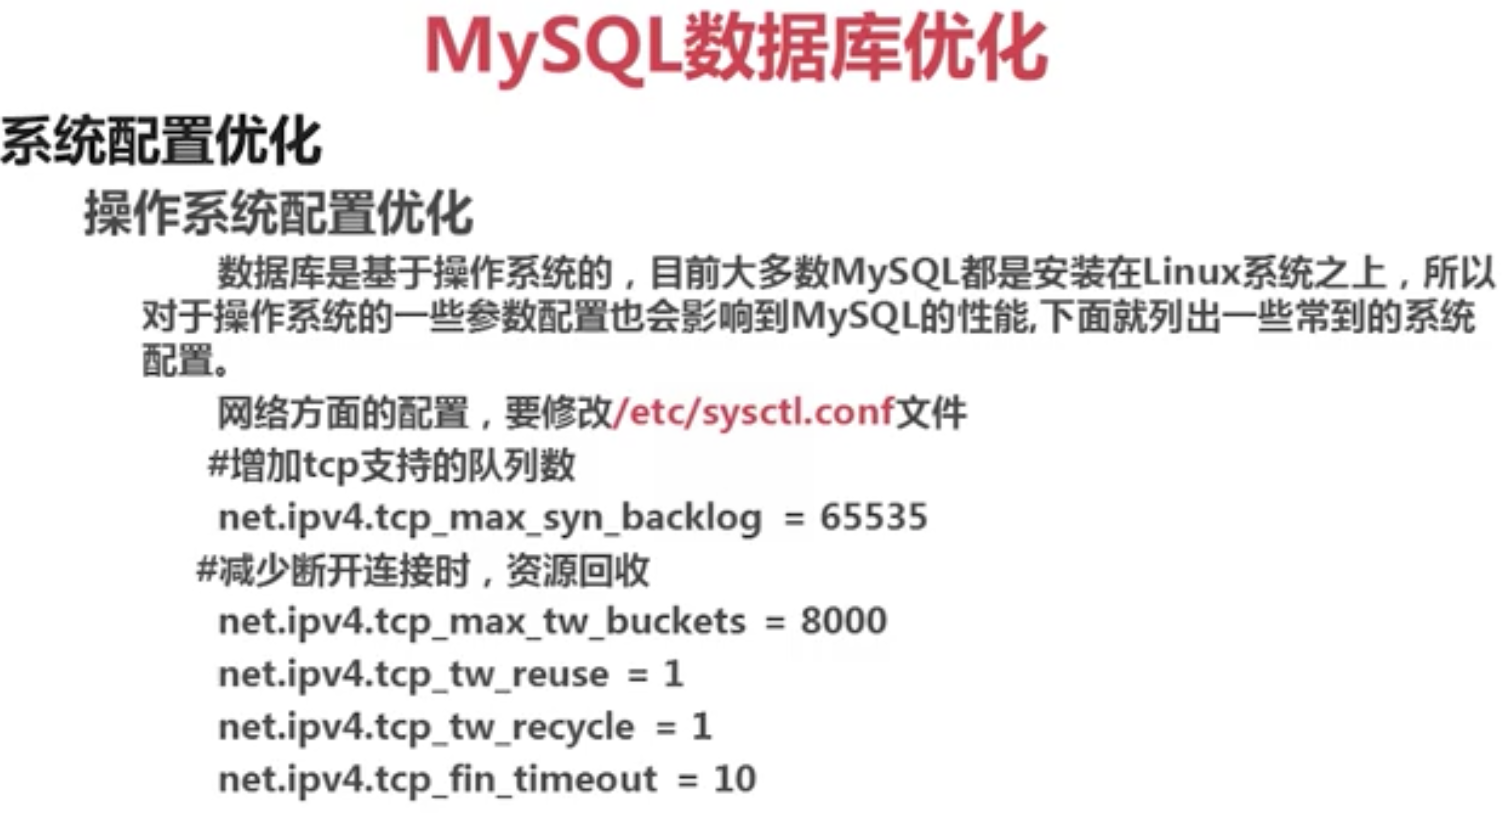 MySQL数据库优化
系统配置优化
操作系统配置优化
数据库是基于操作系统的，目前大多数MySQL都是安装在Linux系统之上，所以
对于操作系统的一些参数配置也会影响到MySQL的性能,下面就列出一些常到的系统
配置。
网络方面的配置，要修改/etc/sysctl.conf文件
#增加tcp支持的队列数
net.ipv4.tcp_max_syn_backlog = 65535
#减少断开连接时，资源回收
net.ipv4.tcp_max_tw_buckets = 8000
net.ipv4.tcp_tw_reuse = 1
net.ipv4.tcp_tw_recycle = 1
net.ipv4.tcp_fin_timeout = 10